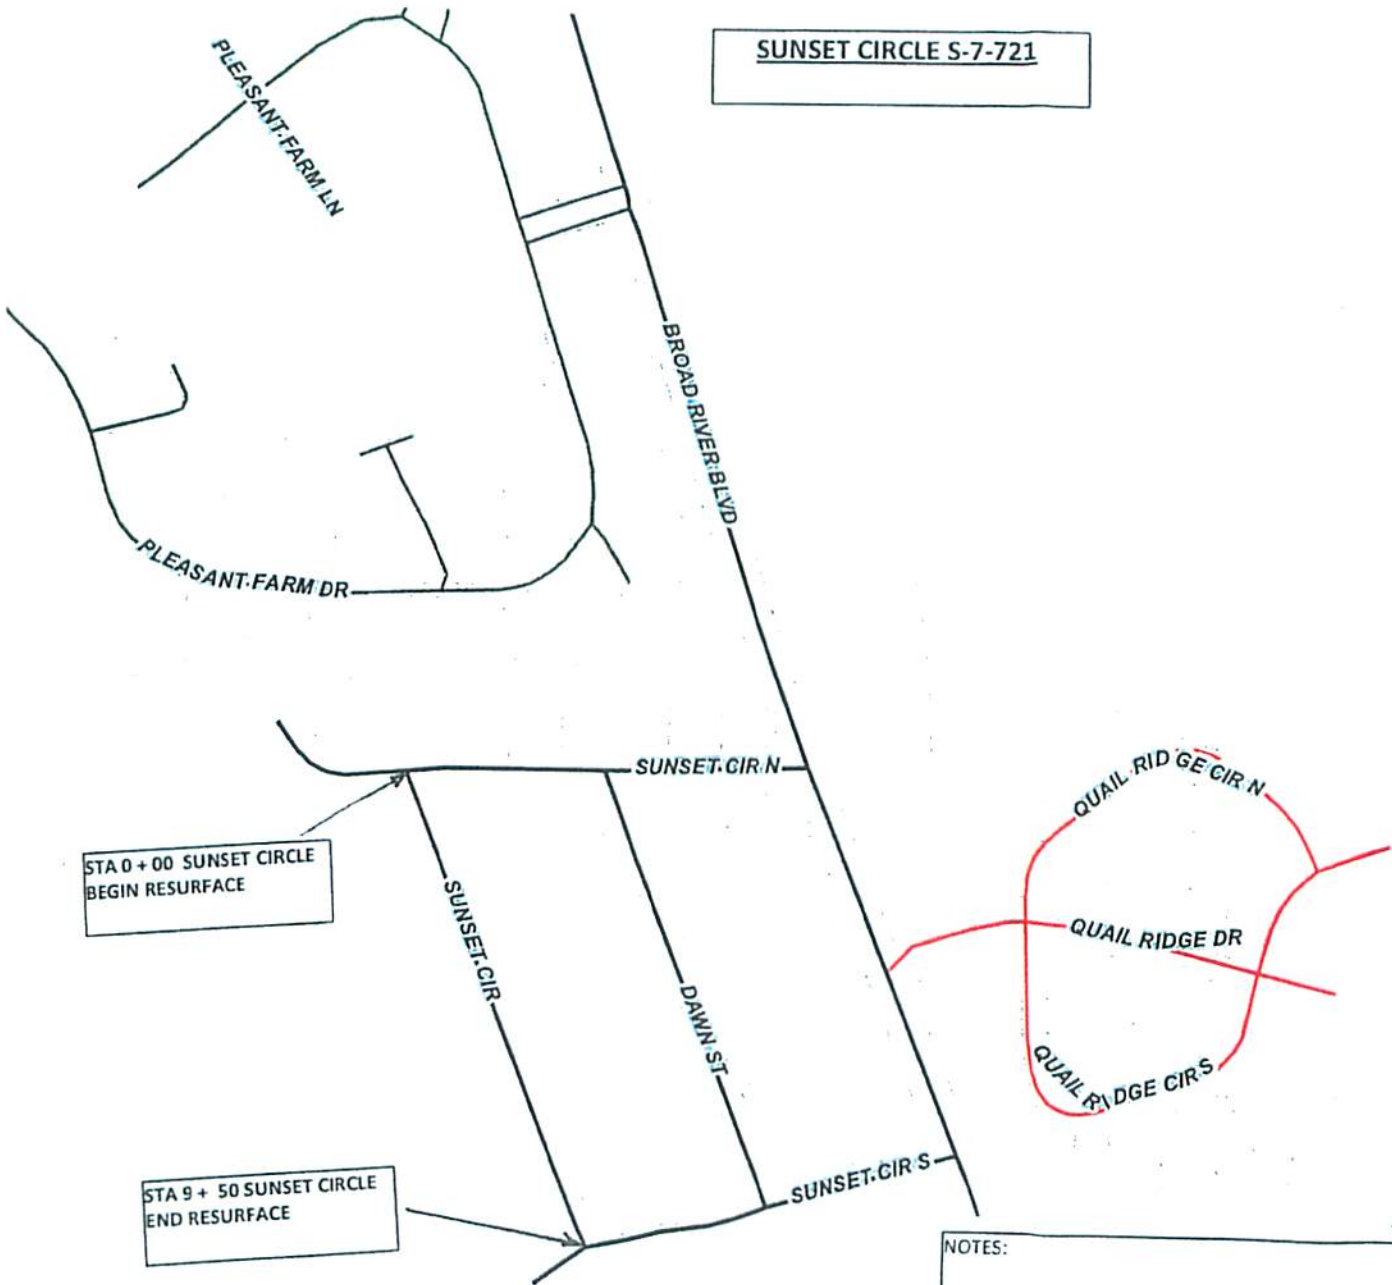 SUNSET CIRCLE S-7-721
PLEASANT FARM LN
BROAD RIVER BLVD
PLEASANT FARM DR
SUNSET CIR N
QUAIL RIDGE CIR N
STA 0 + 00 SUNSET CIRCLE
BEGIN RESURFACE
SUNSET CIR
QUAIL RIDGE DR
DAWN ST
QUAIL RIDGE CIR S
STA 9 + 50 SUNSET CIRCLE
END RESURFACE
SUNSET CIR S
NOTES: